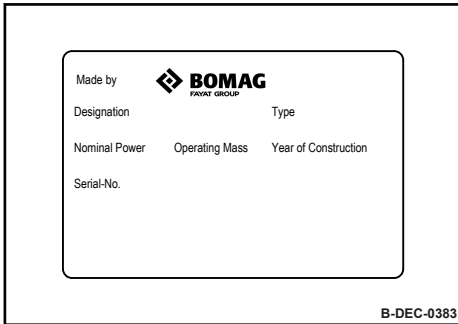 Made by BOMAG
FAYAT GROUP
Designation Type
Nominal Power Operating Mass Year of Construction
Serial-No.
B-DEC-0383